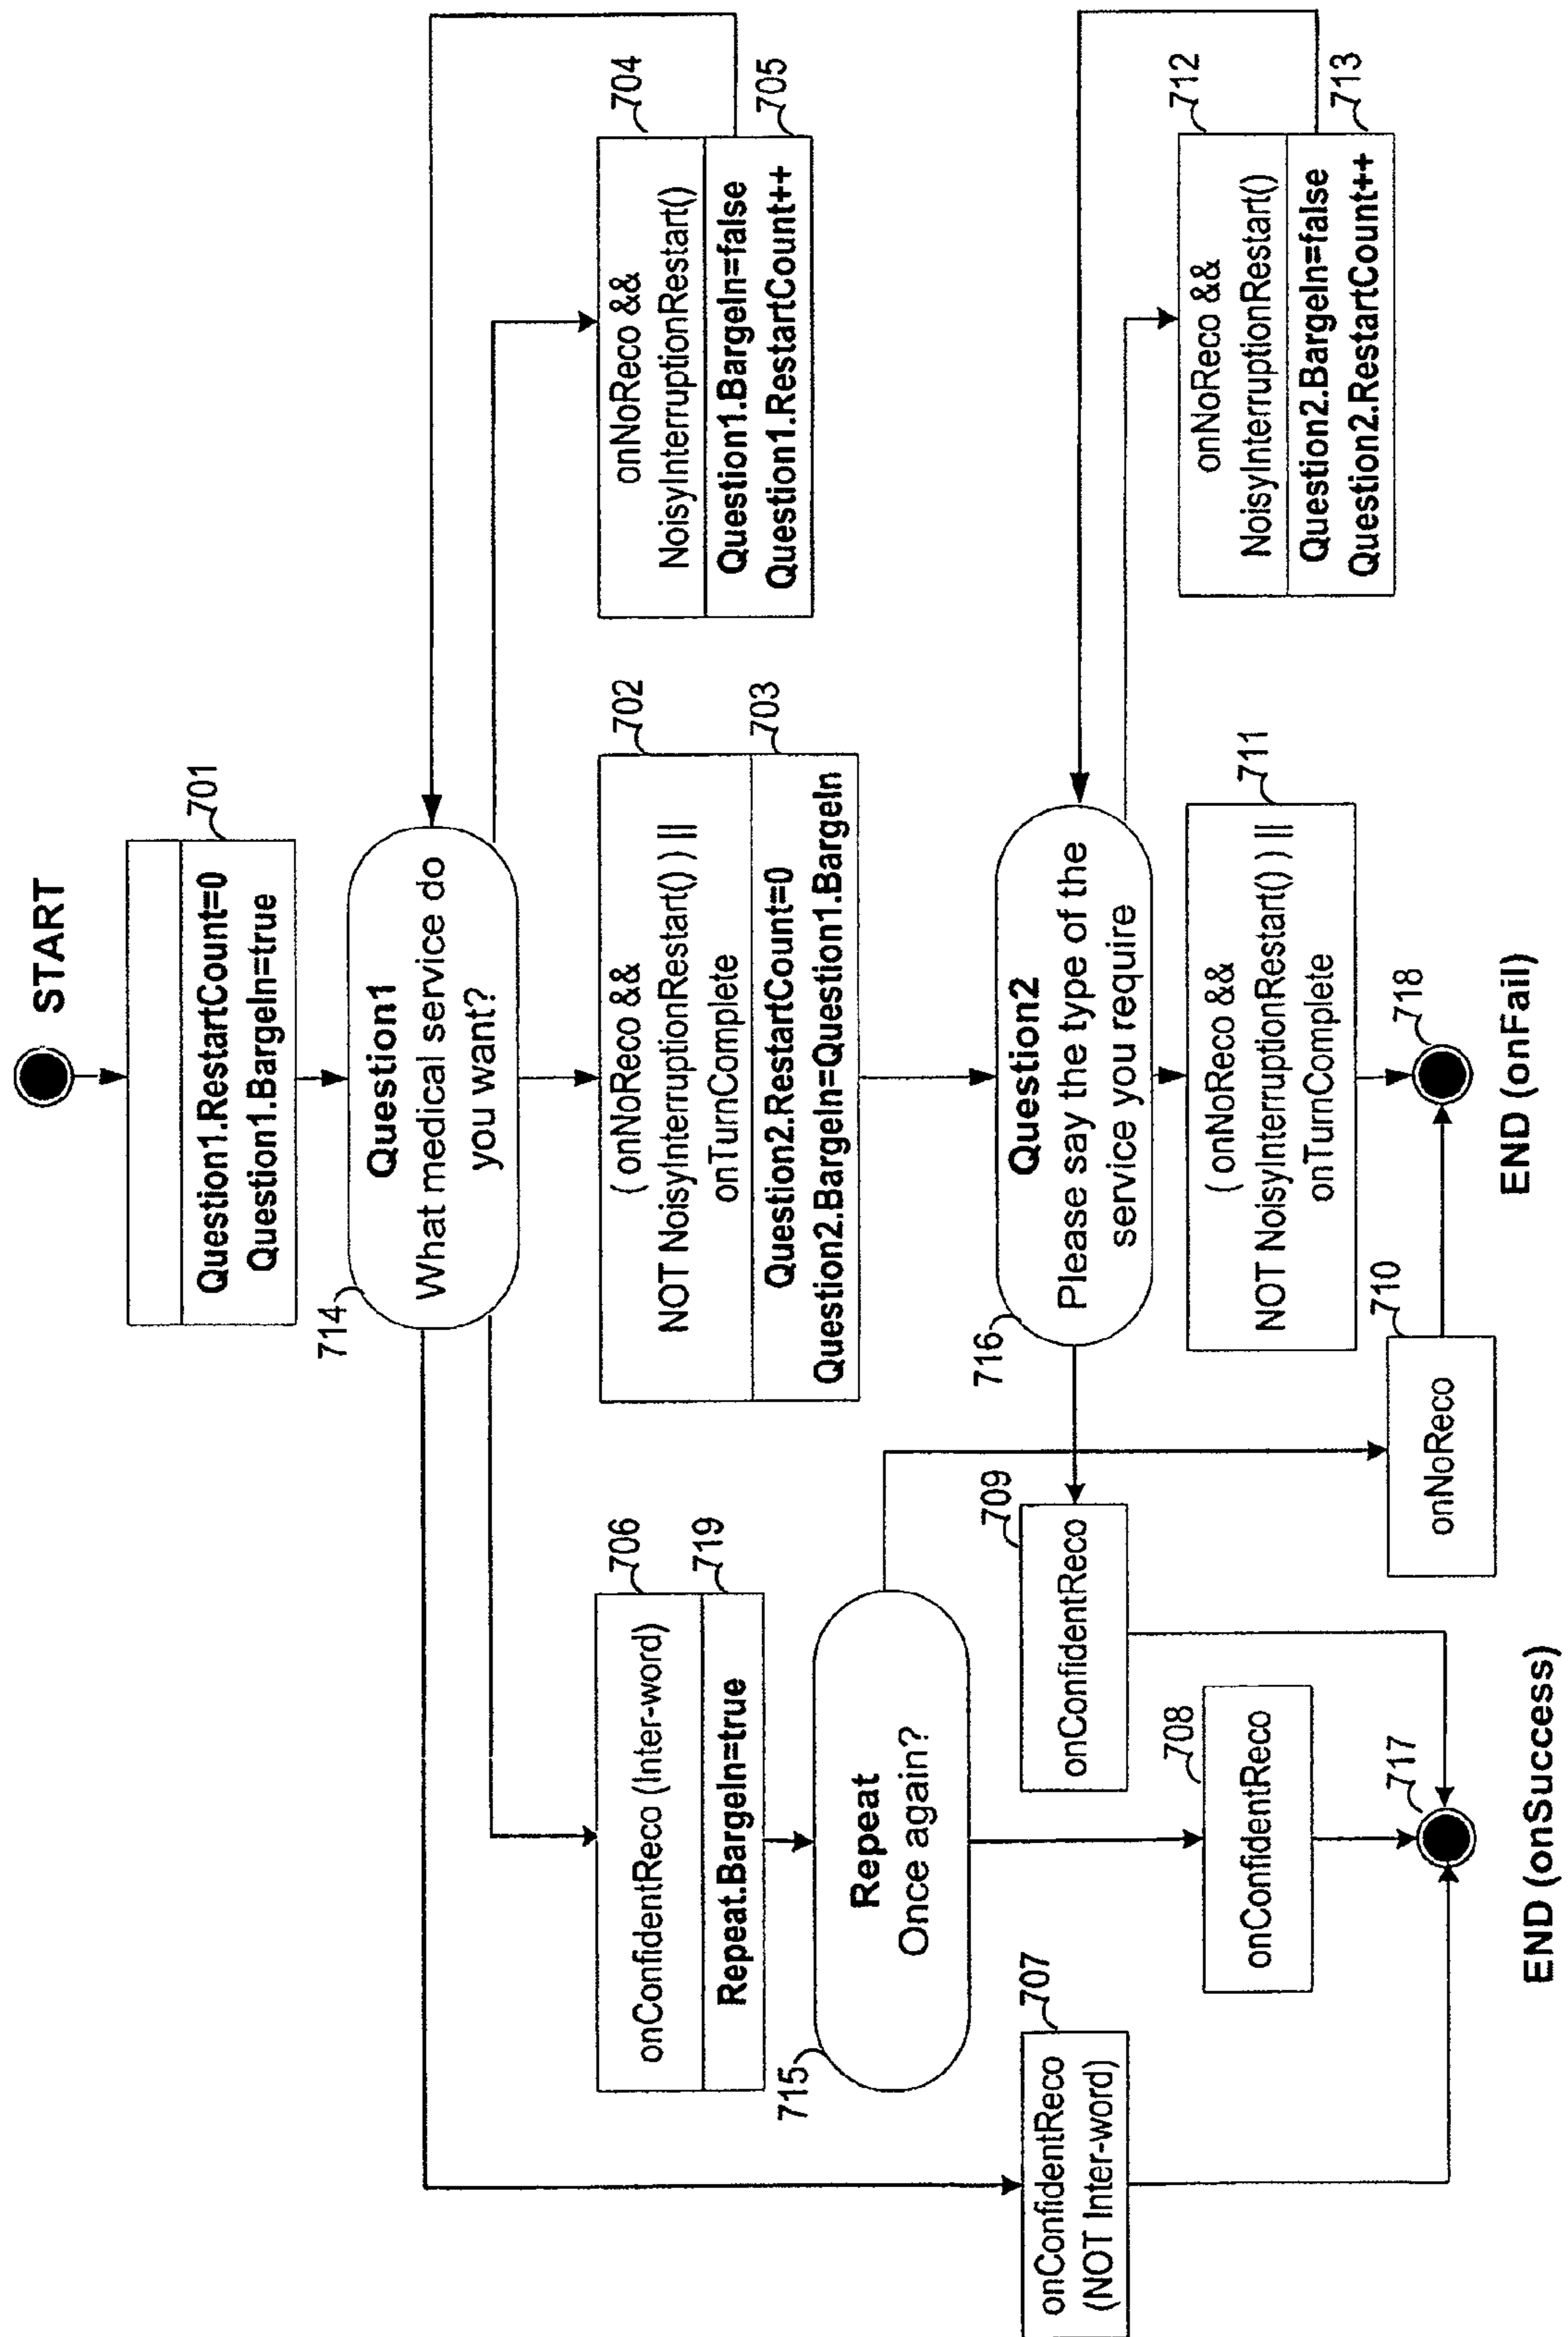 START
701
Question1.RestartCount=0
Question1.BargeIn=true
714
Question1
What medical service do
you want?
706
onConfidentReco (Inter-word)
719
Repeat.BargeIn=true
702
( onNoReco &&
NOT NoisyInterruptionRestart() ) ||
onTurnComplete
703
Question2.RestartCount=0
Question2.BargeIn=Question1.BargeIn
704
onNoReco &&
NoisyInterruptionRestart()
705
Question1.BargeIn=false
Question1.RestartCount++
715
Repeat
Once again?
716
Question2
Please say the type of the
service you require
707
onConfidentReco
(NOT Inter-word)
709
onConfidentReco
708
onConfidentReco
711
( onNoReco &&
NOT NoisyInterruptionRestart() ) ||
onTurnComplete
712
onNoReco &&
NoisyInterruptionRestart()
713
Question2.BargeIn=false
Question2.RestartCount++
710
onNoReco
717
718
END (onSuccess)
END (onFail)